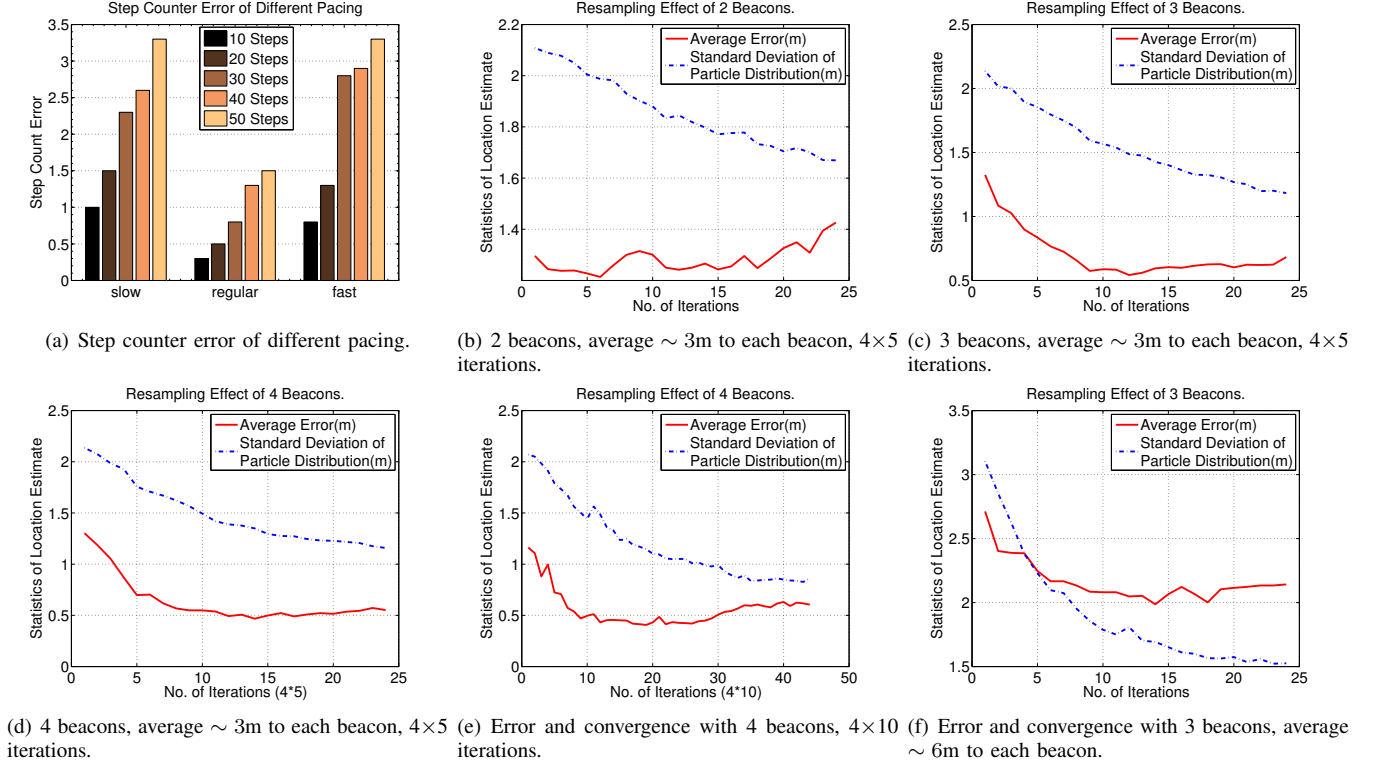 Step Counter Error of Different Pacing
3.5
3
2.5
2
1.5
1
0.5
0
Step Count Error
10 Steps
20 Steps
30 Steps
40 Steps
50 Steps
slow regular fast
(a) Step counter error of different pacing.
Resampling Effect of 2 Beacons.
2.2
2
1.8
1.6
1.4
Statistics of Location Estimate
Average Error(m)
Standard Deviation of
Particle Distribution(m)
0 5 10 15 20 25
No. of Iterations
(b) 2 beacons, average ∼ 3m to each beacon, 4×5
iterations.
Resampling Effect of 3 Beacons.
2.5
2
1.5
1
0.5
Statistics of Location Estimate
Average Error(m)
Standard Deviation of
Particle Distribution(m)
0 5 10 15 20 25
No. of Iterations
(c) 3 beacons, average ∼ 3m to each beacon, 4×5
iterations.
Resampling Effect of 4 Beacons.
2.5
2
1.5
1
0.5
0
Statistics of Location Estimate
Average Error(m)
Standard Deviation of
Particle Distribution(m)
0 5 10 15 20 25
No. of Iterations (4*5)
(d) 4 beacons, average ∼ 3m to each beacon, 4×5
iterations.
Resampling Effect of 4 Beacons.
2.5
2
1.5
1
0.5
0
Statistics of Location Estimate
Average Error(m)
Standard Deviation of
Particle Distribution(m)
0 10 20 30 40 50
No. of Iterations (4*10)
(e) Error and convergence with 4 beacons, 4×10
iterations.
Resampling Effect of 3 Beacons.
3.5
3
2.5
2
1.5
Statistics of Location Estimate
Average Error(m)
Standard Deviation of
Particle Distribution(m)
0 5 10 15 20 25
No. of Iterations
(f) Error and convergence with 3 beacons, average
∼ 6m to each beacon.